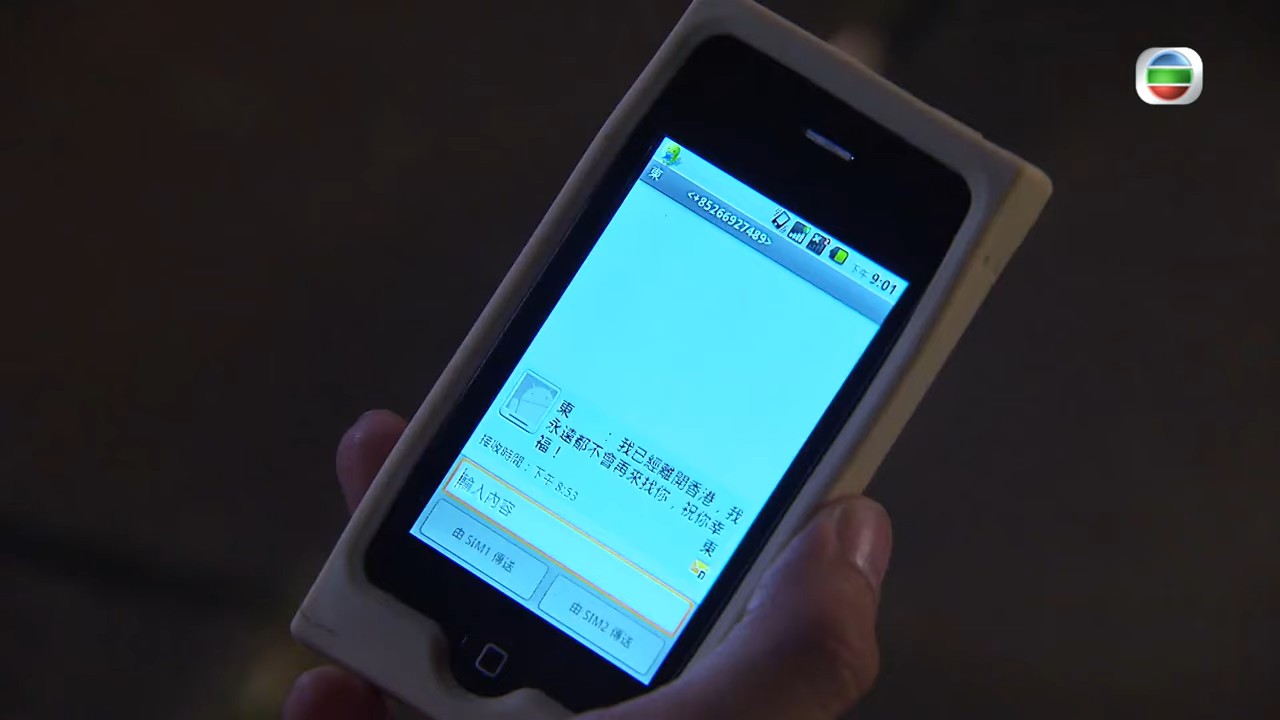 下午 9:01
東 <+85266927489>
東 : 我已經離開香港，我
永遠都不會再來找你，祝你幸
福！ 東
接收時間：下午 8:53
輸入內容
由 SIM1 傳送
由 SIM2 傳送